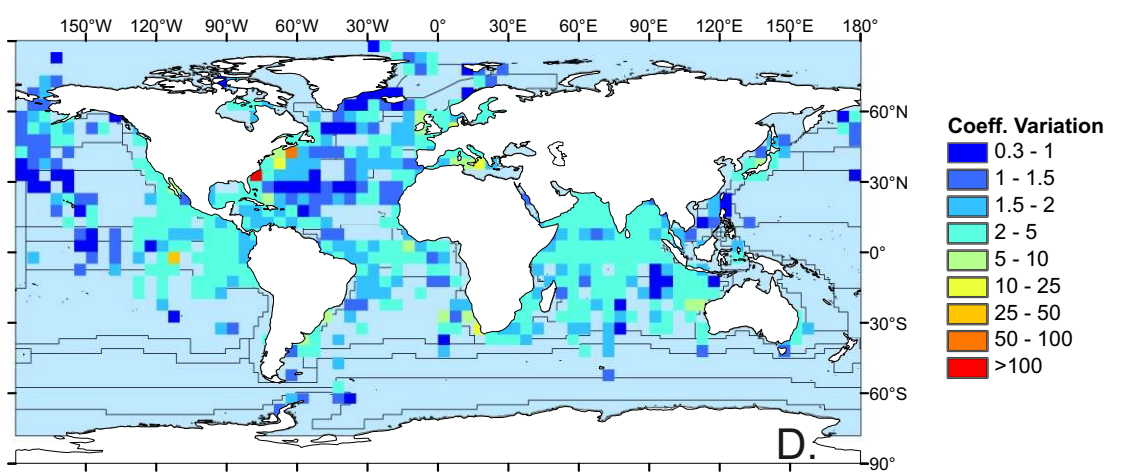 150°W 120°W 90°W 60°W 30°W 0° 30°E 60°E 90°E 120°E 150°E 180°
60°N
30°N
0°
30°S
60°S
90°
D.
Coeff. Variation
0.3 - 1
1 - 1.5
1.5 - 2
2 - 5
5 - 10
10 - 25
25 - 50
50 - 100
>100